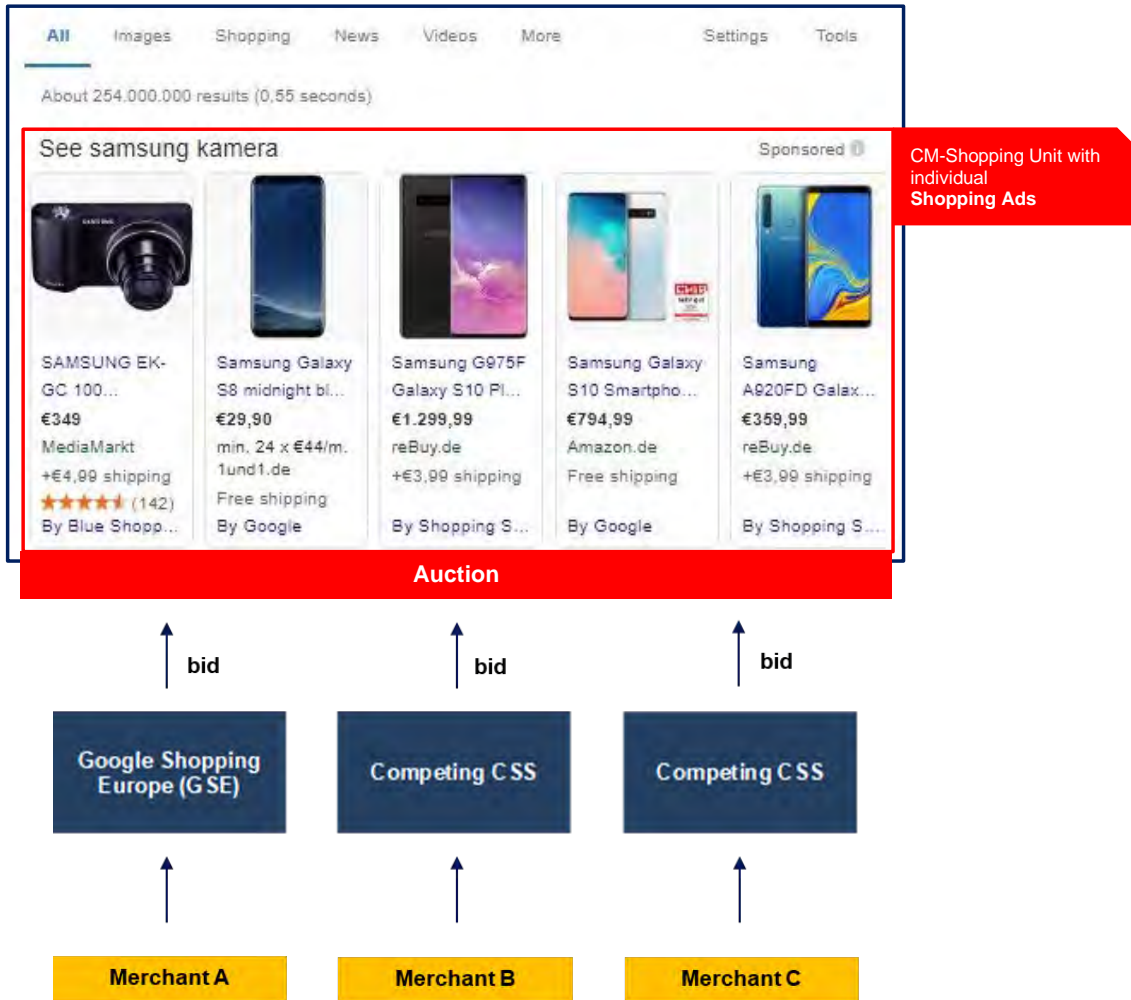 All Images Shopping News Videos More Settings Tools
About 254.000.000 results (0,55 seconds)
See samsung kamera
Sponsored
CM-Shopping Unit with
individual
Shopping Ads
SAMSUNG EK-
GC 100...
€349
MediaMarkt
+€4,99 shipping
(142)
By Blue Shopp...
Samsung Galaxy
S8 midnight bl...
€29,90
min. 24 x €44/m.
1und1.de
Free shipping
By Google
Samsung G975F
Galaxy S10 Pl...
€1.299,99
reBuy.de
+€3,99 shipping
By Shopping S...
Samsung Galaxy
S10 Smartpho...
€794,99
Amazon.de
Free shipping
By Google
Samsung
A920FD Galax...
€359,99
reBuy.de
+€3,99 shipping
By Shopping S...
Auction
bid
bid
bid
Google Shopping
Europe (GSE)
Competing CSS
Competing CSS
Merchant A
Merchant B
Merchant C